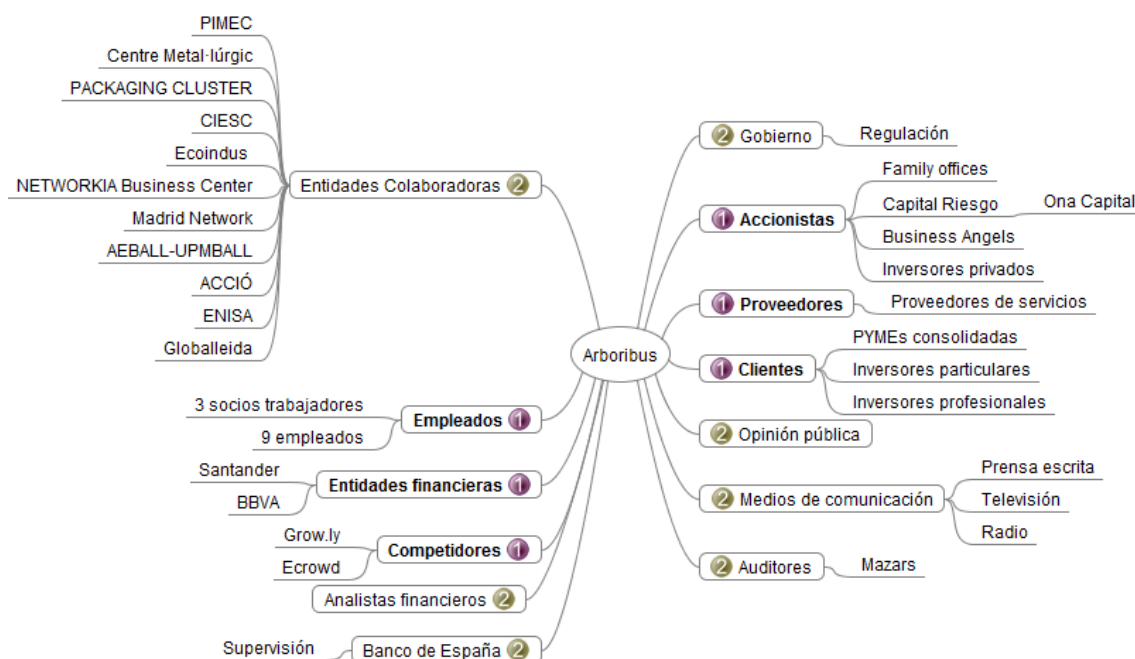 PIMEC
Centre Metal·lúrgic
PACKAGING CLUSTER
CIESC
Ecoindus
NETWORKIA Business Center
Madrid Network
AEBALL-UPMBALL
ACCIÓ
ENISA
Globalleida
Entidades Colaboradoras 2
3 socios trabajadores
9 empleados
Empleados 1
Santander
BBVA
Entidades financieras 1
Grow.ly
Ecrowd
Competidores 1
Analistas financieros 2
Supervisión
Banco de España 2
Arboribus
2 Gobierno
Regulación
1 Accionistas
Family offices
Capital Riesgo
Ona Capital
Business Angels
Inversores privados
1 Proveedores
Proveedores de servicios
1 Clientes
PYMEs consolidadas
Inversores particulares
Inversores profesionales
2 Opinión pública
2 Medios de comunicación
Prensa escrita
Televisión
Radio
2 Auditores
Mazars